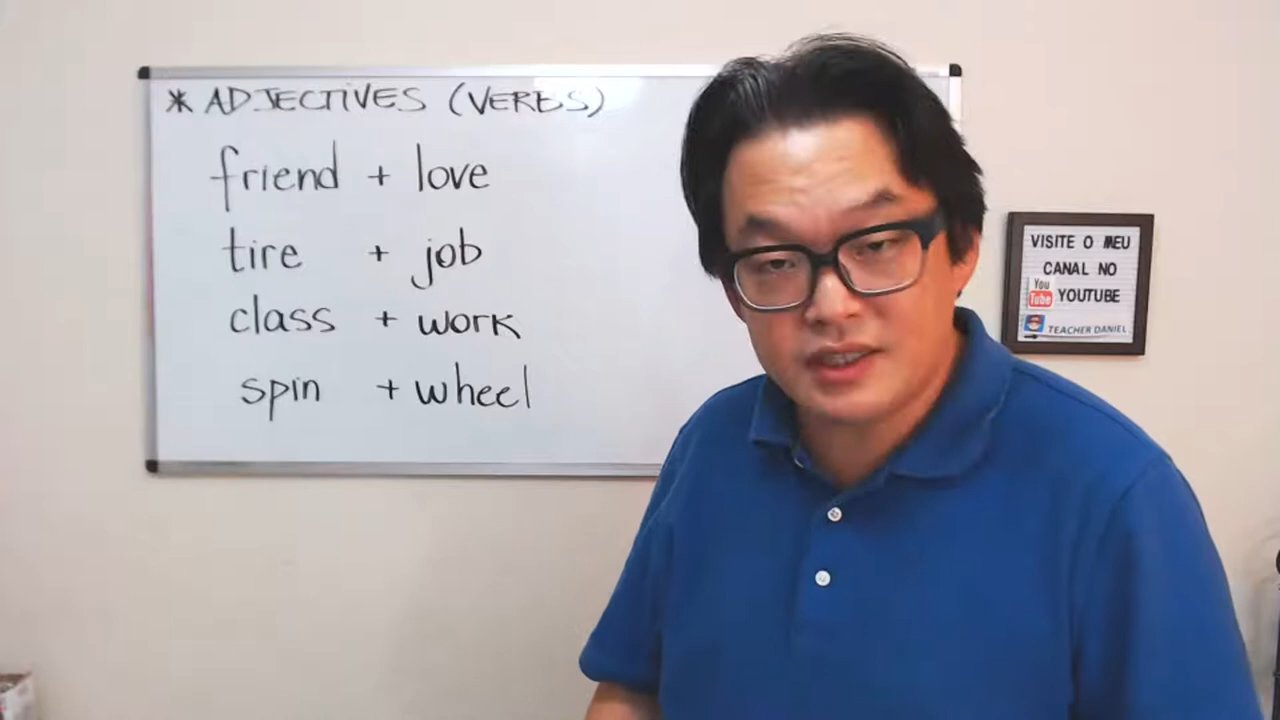 * ADJECTIVES (VERBS)
friend + love
tire + job
class + work
spin + wheel
VISITE O MEU
CANAL NO
You Tube YOUTUBE
TEACHER DANIEL